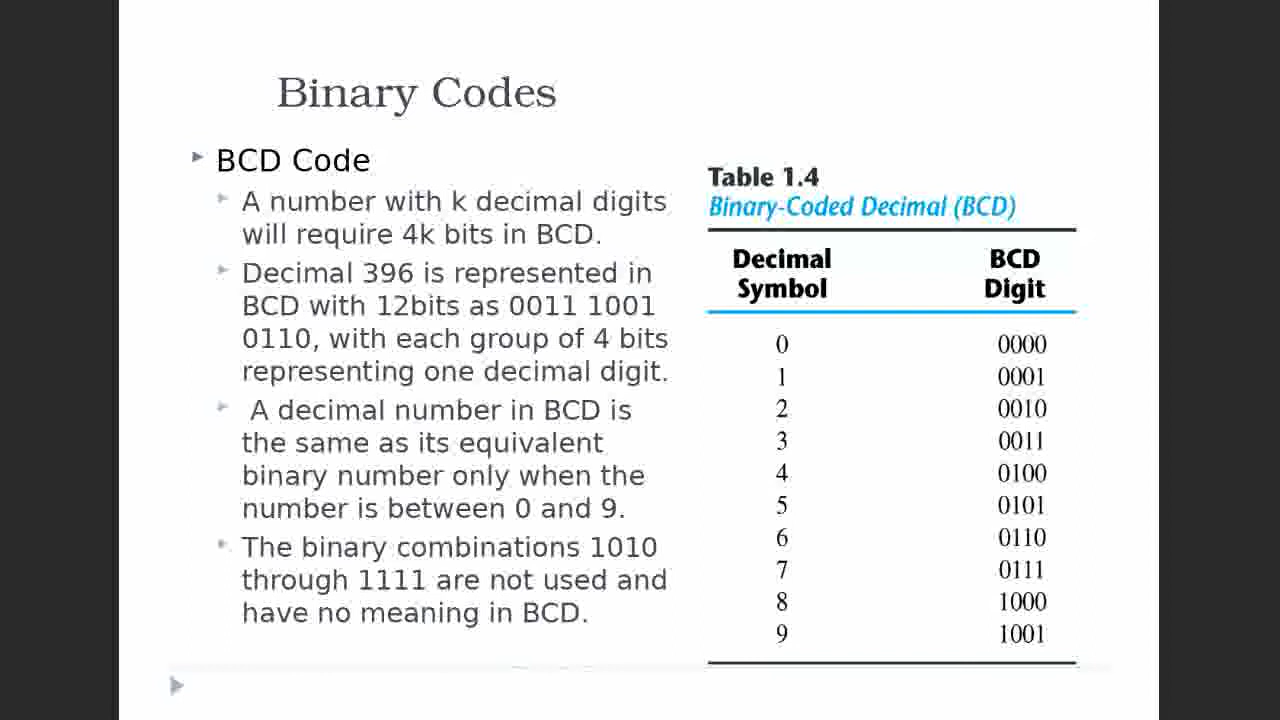 Binary Codes
BCD Code
A number with k decimal digits
will require 4k bits in BCD.
Decimal 396 is represented in
BCD with 12bits as 0011 1001
0110, with each group of 4 bits
representing one decimal digit.
A decimal number in BCD is
the same as its equivalent
binary number only when the
number is between 0 and 9.
The binary combinations 1010
through 1111 are not used and
have no meaning in BCD.
Table 1.4
Binary-Coded Decimal (BCD)
Decimal BCD
Symbol Digit
0 0000
1 0001
2 0010
3 0011
4 0100
5 0101
6 0110
7 0111
8 1000
9 1001